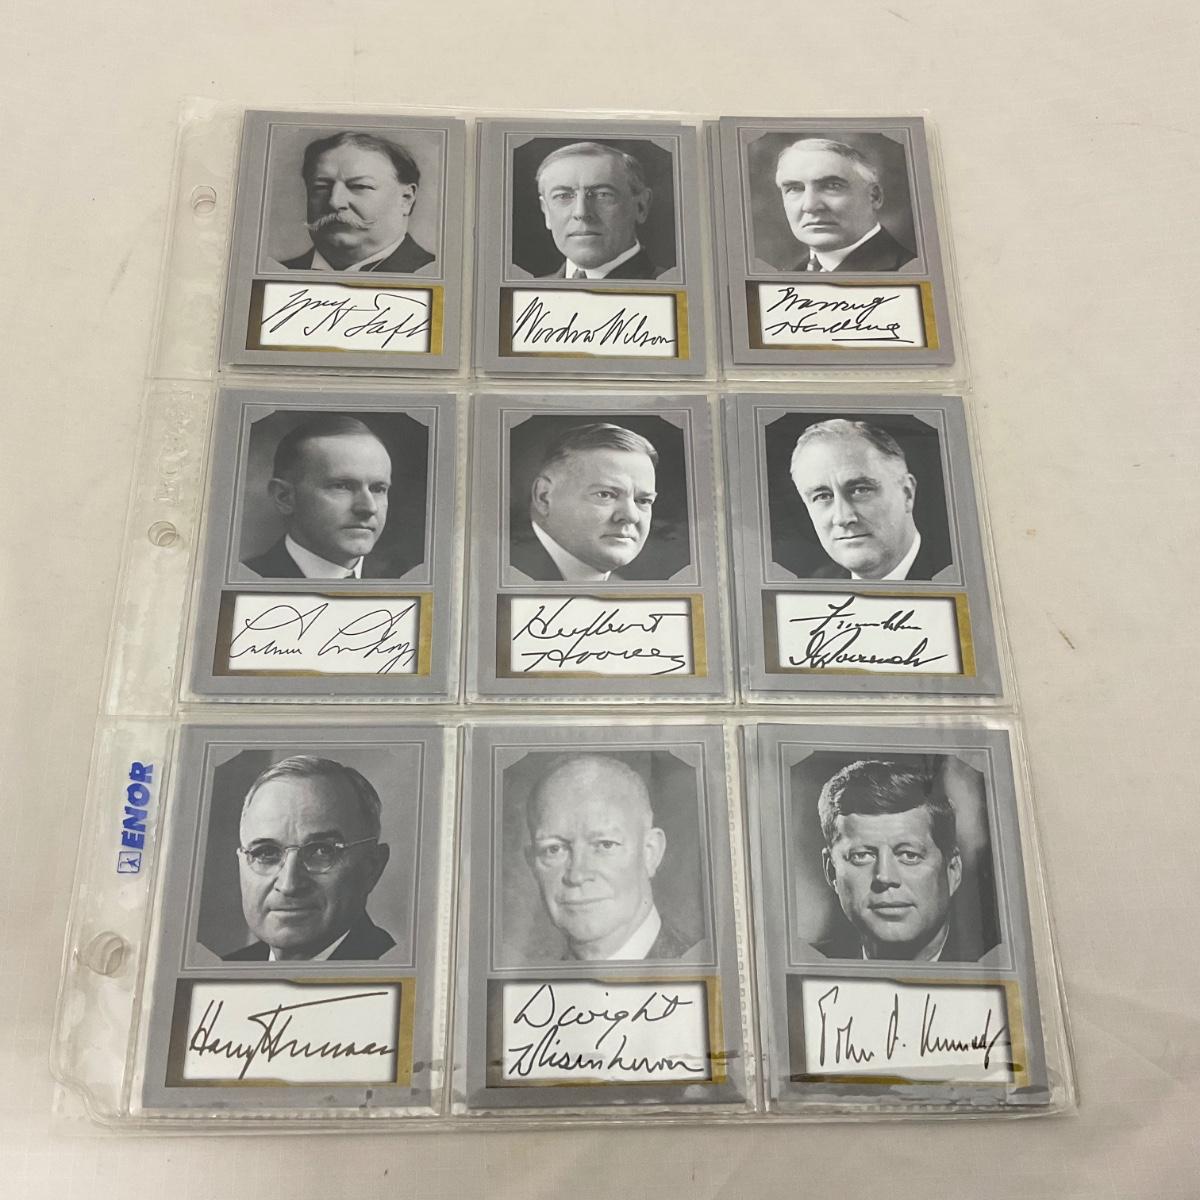 Wm H Taft
Woodrow Wilson
Warren G
Harding
Calvin Coolidge
Herbert
Hoover
Franklin
D Roosevelt
ENOR
Harry Truman
Dwight
D Eisenhower
John F. Kennedy